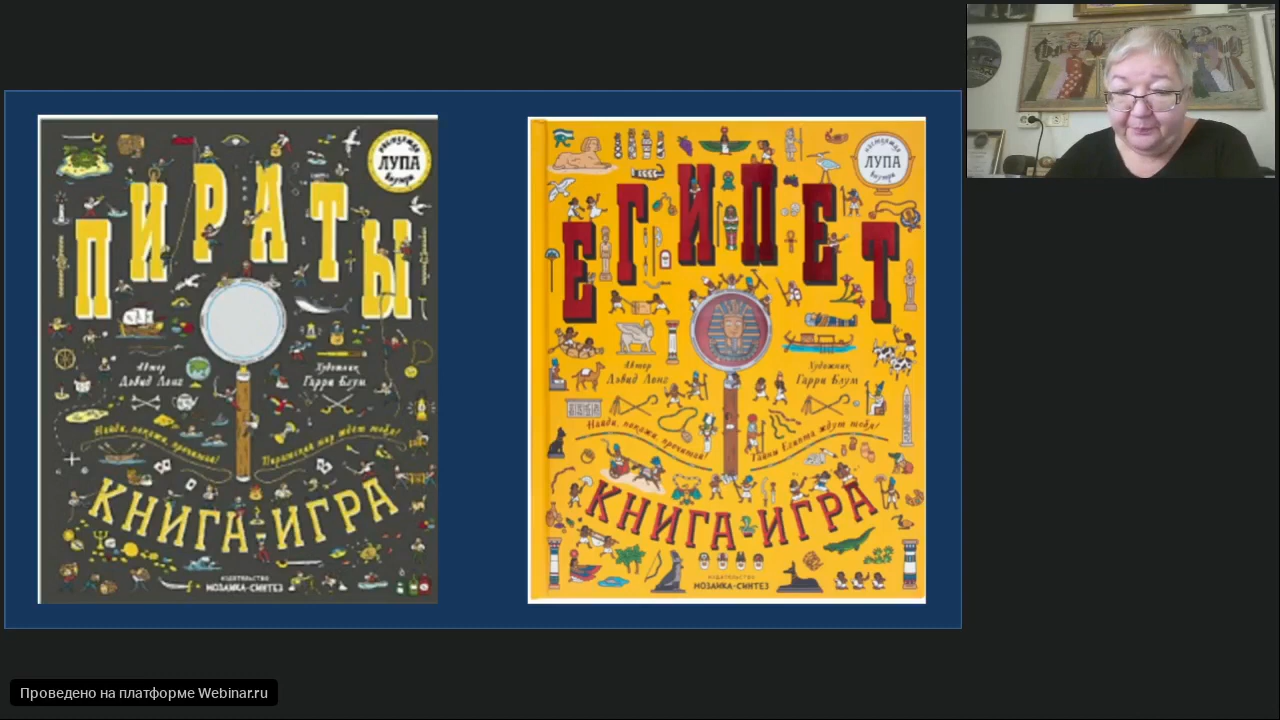 настоящая
ЛУПА
внутри
ПИРАТЫ
Автор
Дэвид Лонг
Художник
Гарри Блум
Найди, покажи, прочитай!
Пиратский мир ждёт тебя!
КНИГА-ИГРА
ИЗДАТЕЛЬСТВО
МОЗАИКА-СИНТЕЗ
настоящая
ЛУПА
внутри
ЕГИПЕТ
Автор
Дэвид Лонг
Художник
Гарри Блум
Найди, покажи, прочитай!
Тайны Египта ждут тебя!
КНИГА-ИГРА
ИЗДАТЕЛЬСТВО
МОЗАИКА-СИНТЕЗ
Проведено на платформе Webinar.ru